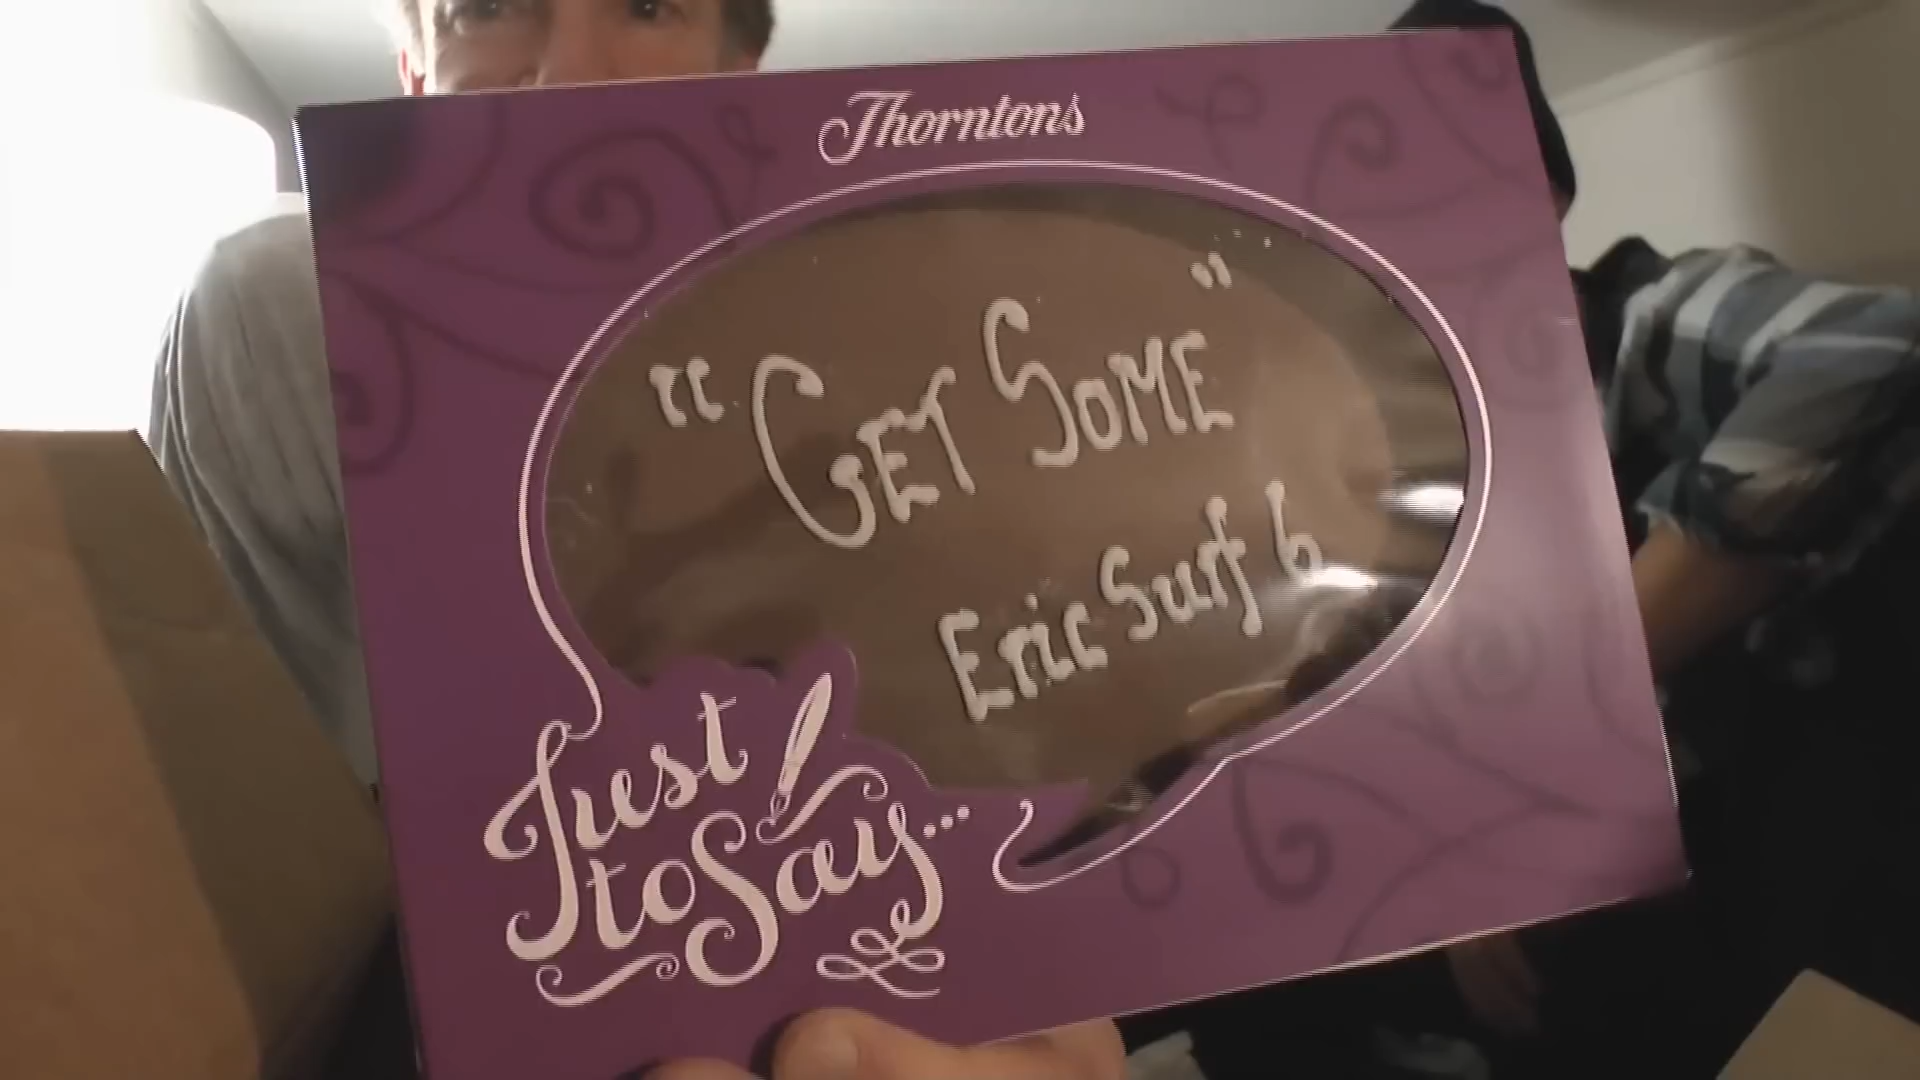 Thorntons
“GET SOME”
Eric Surf 6
Just
to Say...